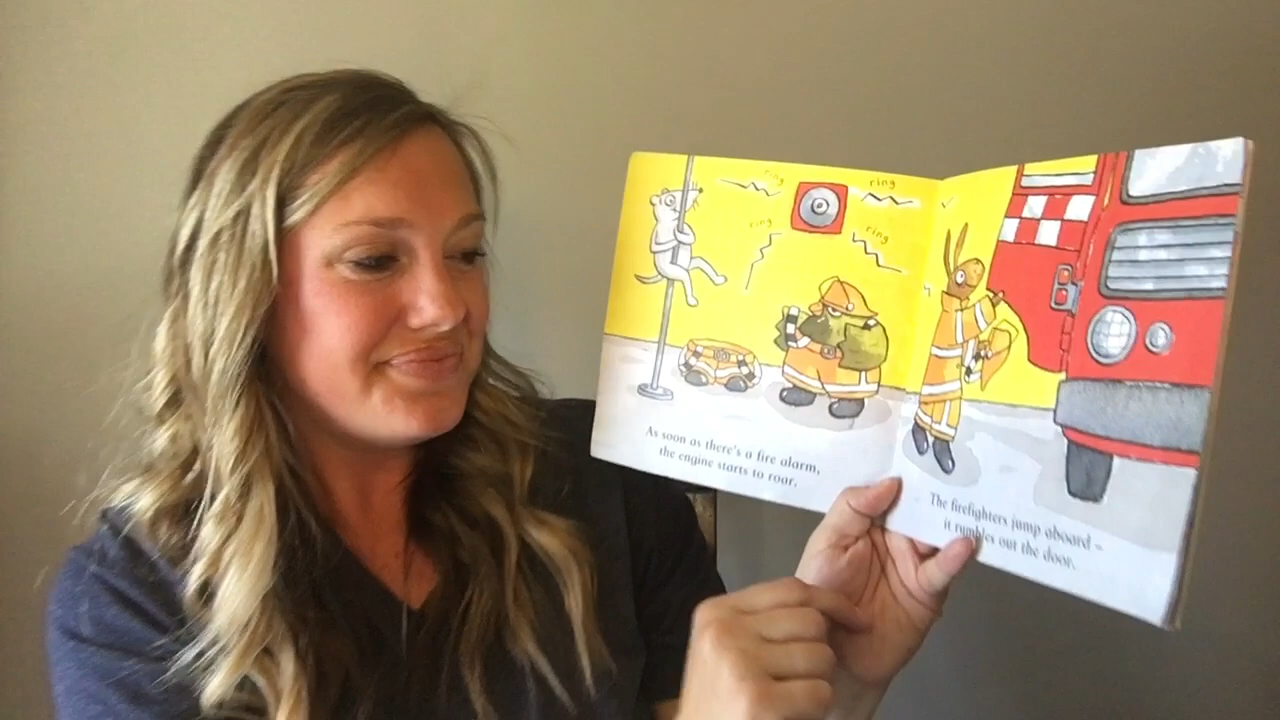 ring
ring
ring
ring
As soon as there's a fire alarm,
the engine starts to roar.
The firefighters jump aboard –
it rumbles out the door.